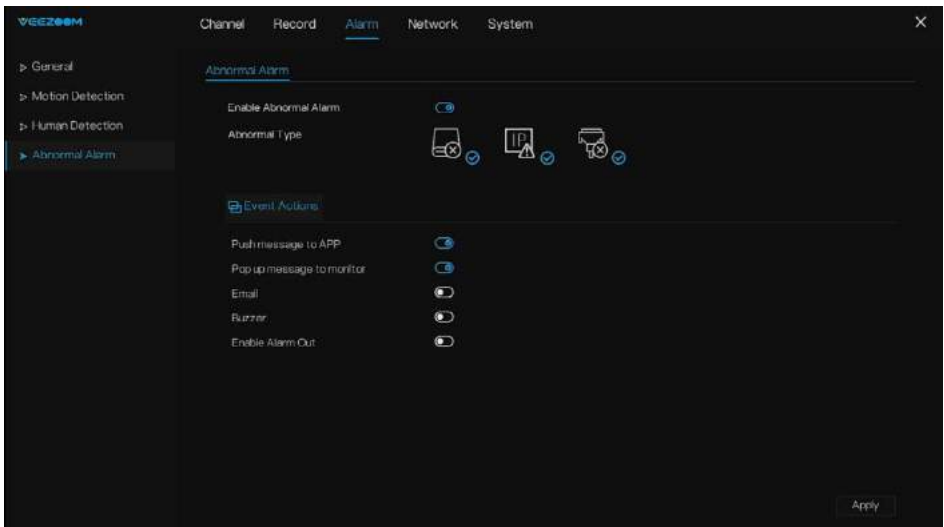 VEEZOOM
Channel Record Alarm Network System
General
Motion Detection
Human Detection
Abnormal Alarm
Abnormal Alarm
Enable Abnormal Alarm
Abnormal Type
IP
Event Actions
Push message to APP
Pop up message to monitor
Email
Buzzer
Enable Alarm Out
Apply